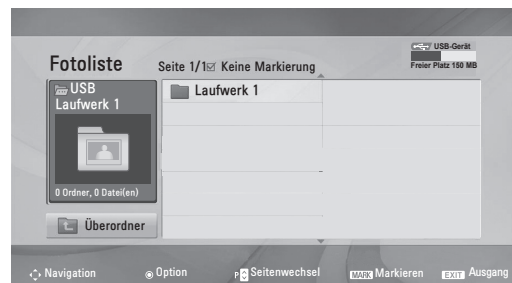 USB-Gerät
Fotoliste
Seite 1/1 Keine Markierung
Freier Platz 150 MB
USB
Laufwerk 1
Laufwerk 1
0 Ordner, 0 Datei(en)
Überordner
Navigation
Option
P Seitenwechsel
MARK Markieren
EXIT Ausgang